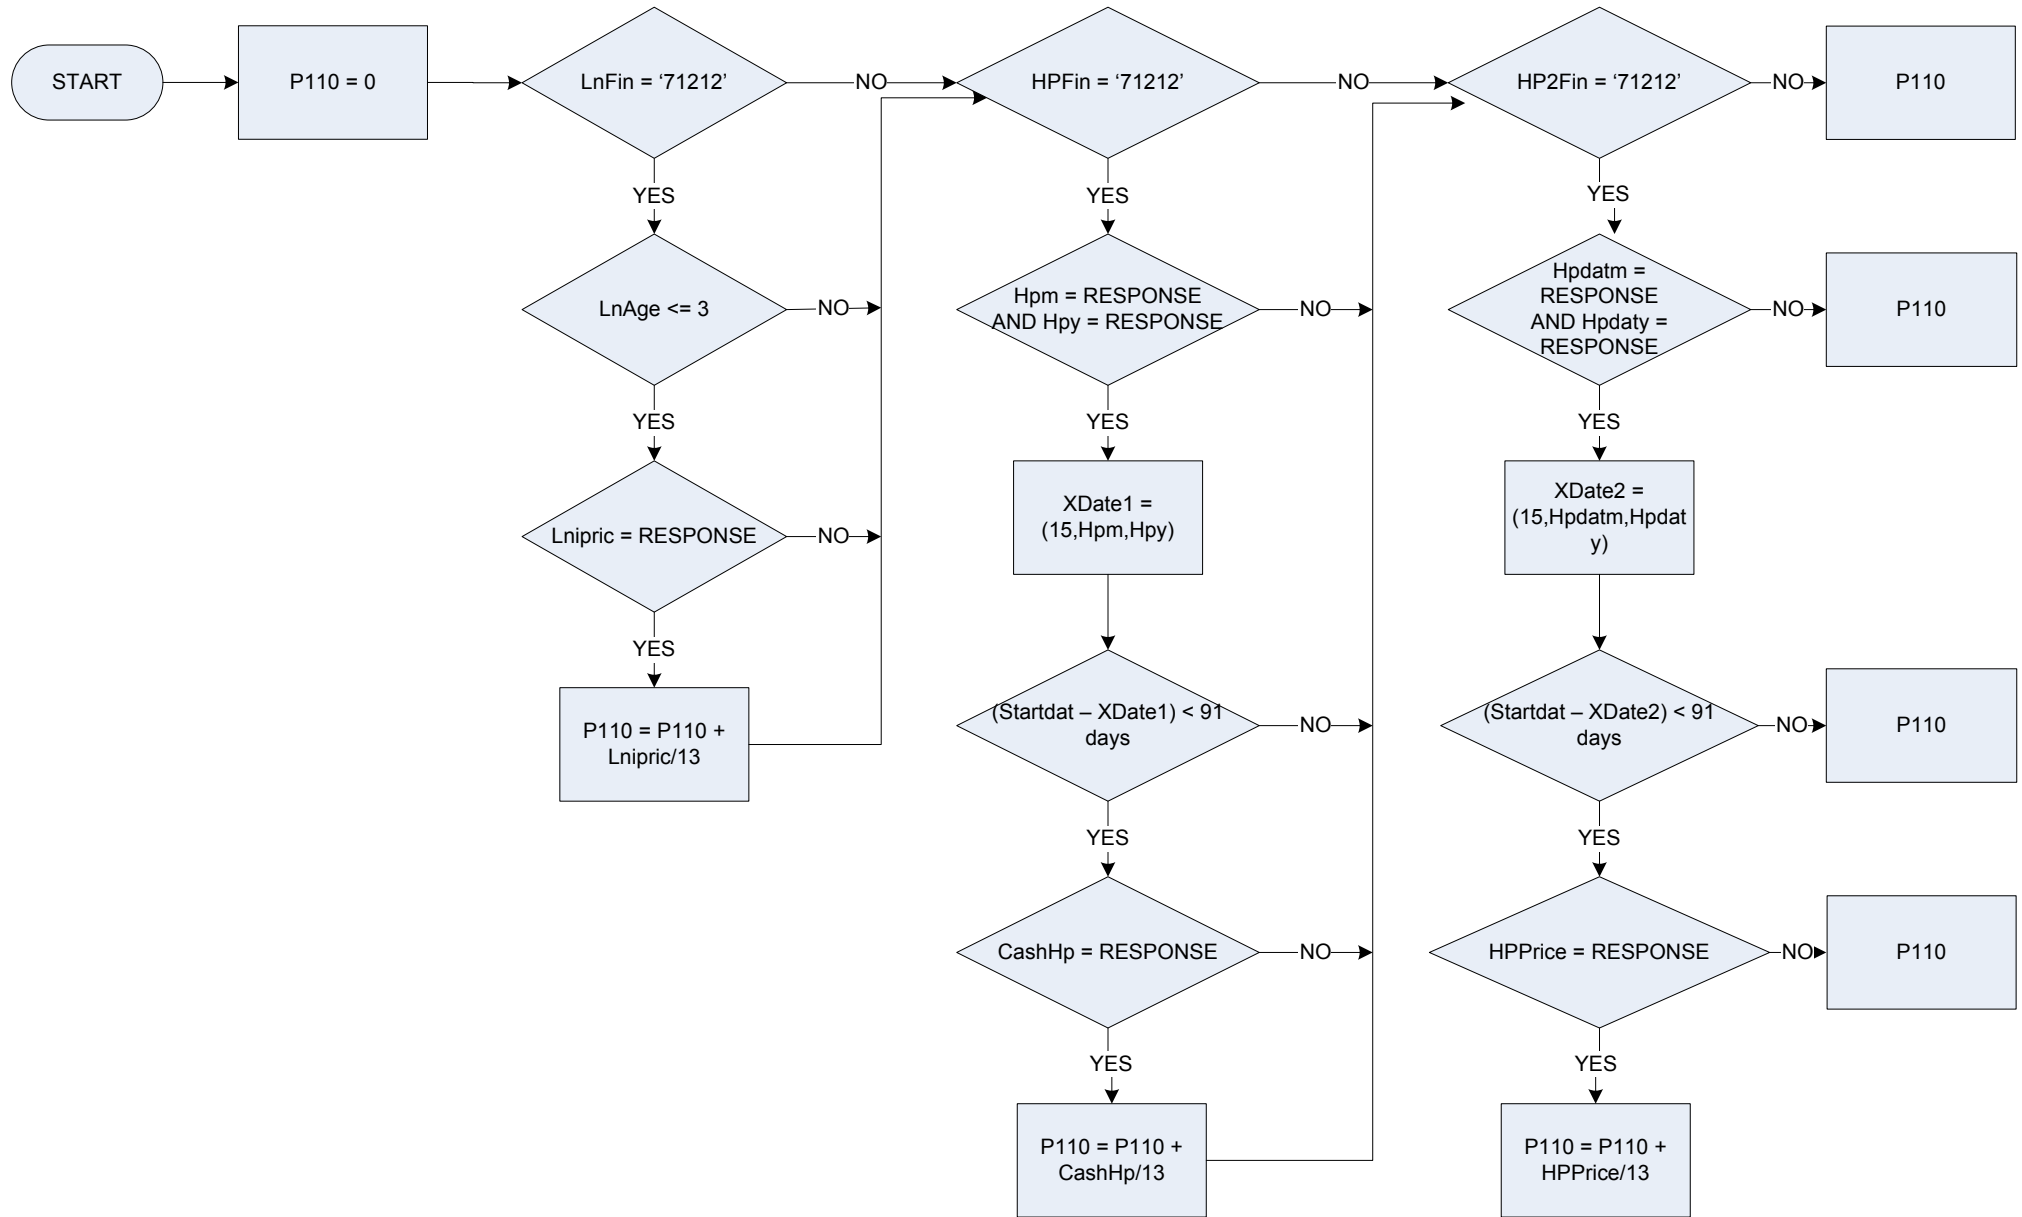 START
P110 = 0
LnFin = ‘71212’
NO
HPFin = ‘71212’
NO
HP2Fin = ‘71212’
NO
P110
YES
YES
YES
LnAge <= 3
NO
Hpm = RESPONSE
AND Hpy = RESPONSE
NO
Hpdatm =
RESPONSE
AND Hpdaty =
RESPONSE
NO
P110
YES
YES
YES
Lnipric = RESPONSE
NO
XDate1 =
(15,Hpm,Hpy)
XDate2 =
(15,Hpdatm,Hpdat
y)
YES
P110 = P110 +
Lnipric/13
(Startdat – XDate1) < 91
days
NO
(Startdat – XDate2) < 91
days
NO
P110
YES
YES
CashHp = RESPONSE
NO
HPPrice = RESPONSE
NO
P110
YES
YES
P110 = P110 +
CashHp/13
P110 = P110 +
HPPrice/13